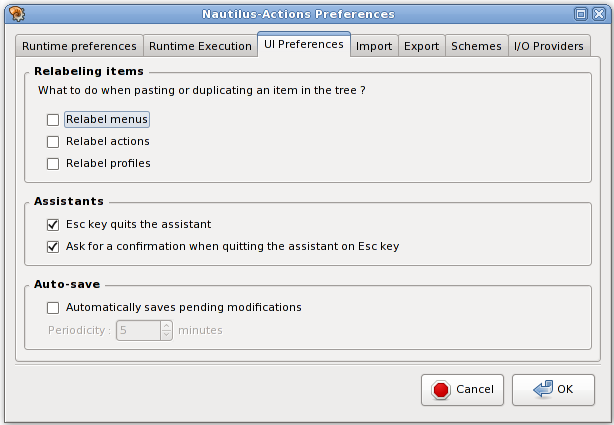 Nautilus-Actions Preferences
Runtime preferences Runtime Execution UI Preferences Import Export Schemes I/O Providers
Relabeling items
What to do when pasting or duplicating an item in the tree ?
Relabel menus
Relabel actions
Relabel profiles
Assistants
Esc key quits the assistant
Ask for a confirmation when quitting the assistant on Esc key
Auto-save
Automatically saves pending modifications
Periodicity : 5 minutes
Cancel OK